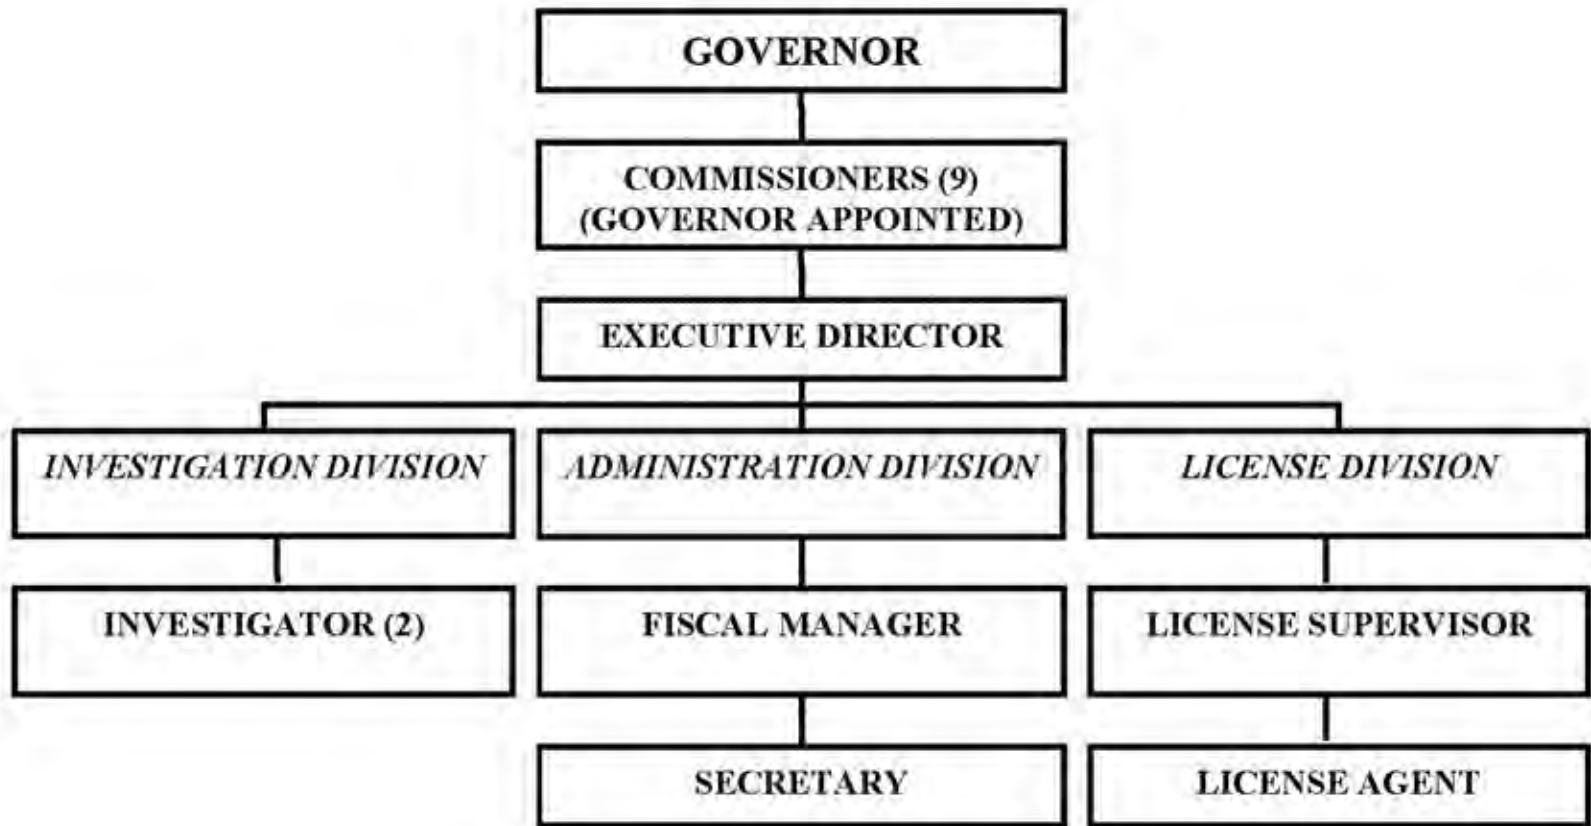 GOVERNOR
COMMISSIONERS (9)
(GOVERNOR APPOINTED)
EXECUTIVE DIRECTOR
INVESTIGATION DIVISION
ADMINISTRATION DIVISION
LICENSE DIVISION
INVESTIGATOR (2)
FISCAL MANAGER
LICENSE SUPERVISOR
SECRETARY
LICENSE AGENT